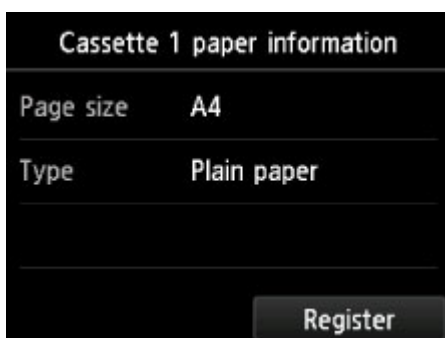 Cassette 1 paper information
Page size A4
Type Plain paper
Register